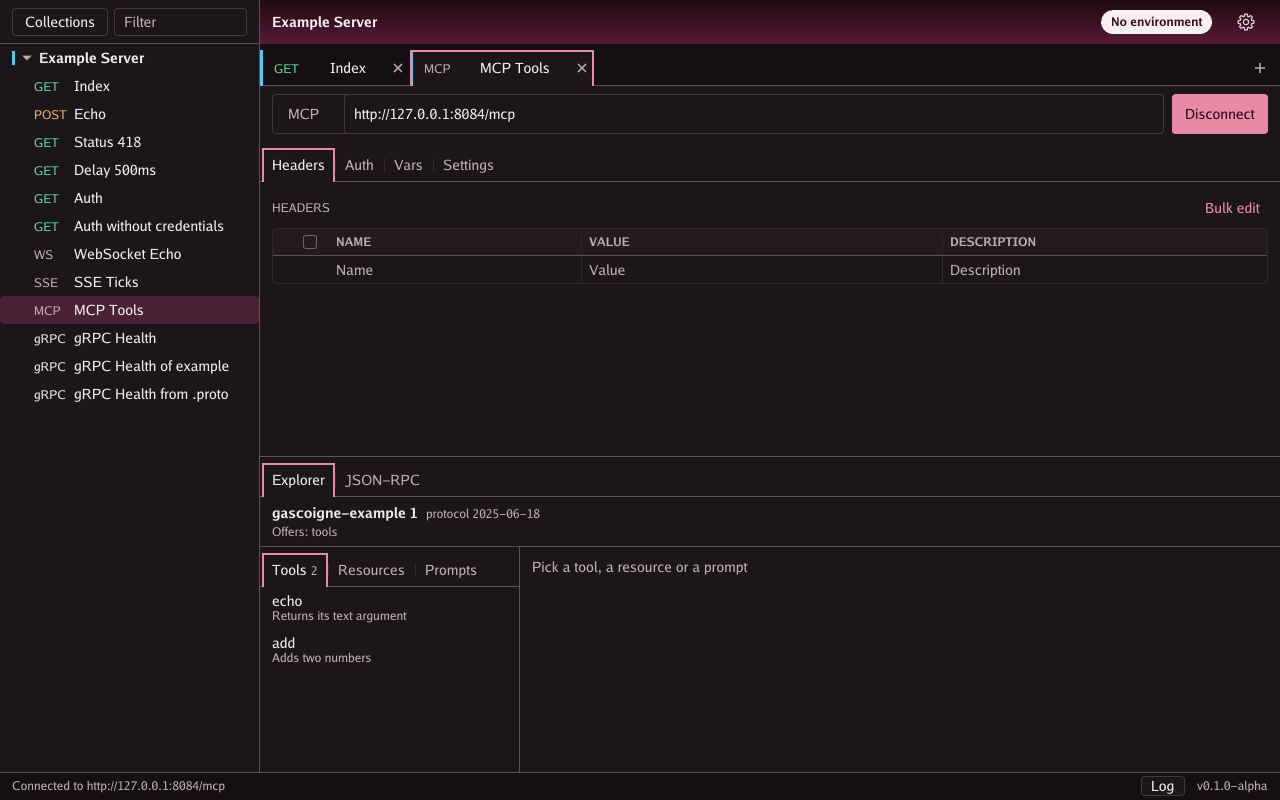 Collections
Filter
Example Server
No environment
Example Server
GET Index
POST Echo
GET Status 418
GET Delay 500ms
GET Auth
GET Auth without credentials
WS WebSocket Echo
SSE SSE Ticks
MCP MCP Tools
gRPC gRPC Health
gRPC gRPC Health of example
gRPC gRPC Health from .proto
GET Index ✕ MCP MCP Tools ✕ +
MCP http://127.0.0.1:8084/mcp Disconnect
Headers Auth Vars Settings
HEADERS Bulk edit
NAME VALUE DESCRIPTION
Name Value Description
Explorer JSON-RPC
gascoigne-example 1 protocol 2025-06-18
Offers: tools
Tools 2 Resources Prompts
echo
Returns its text argument
add
Adds two numbers
Pick a tool, a resource or a prompt
Connected to http://127.0.0.1:8084/mcp Log v0.1.0-alpha